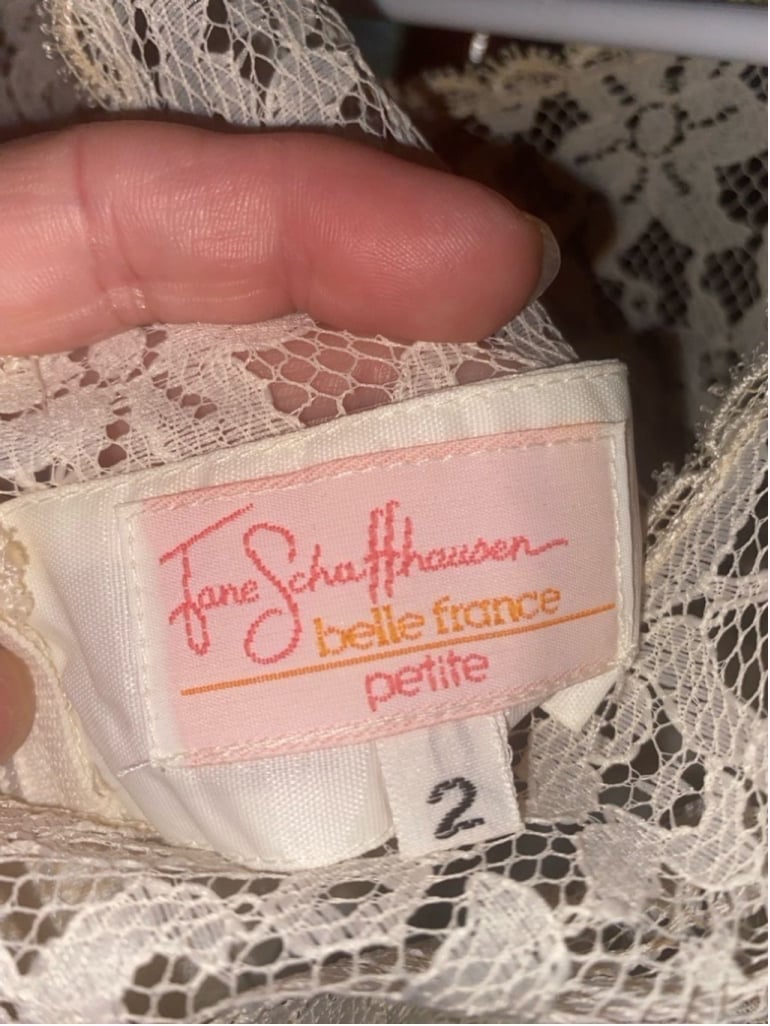 Jane Schaffhausen
belle france
petite
2